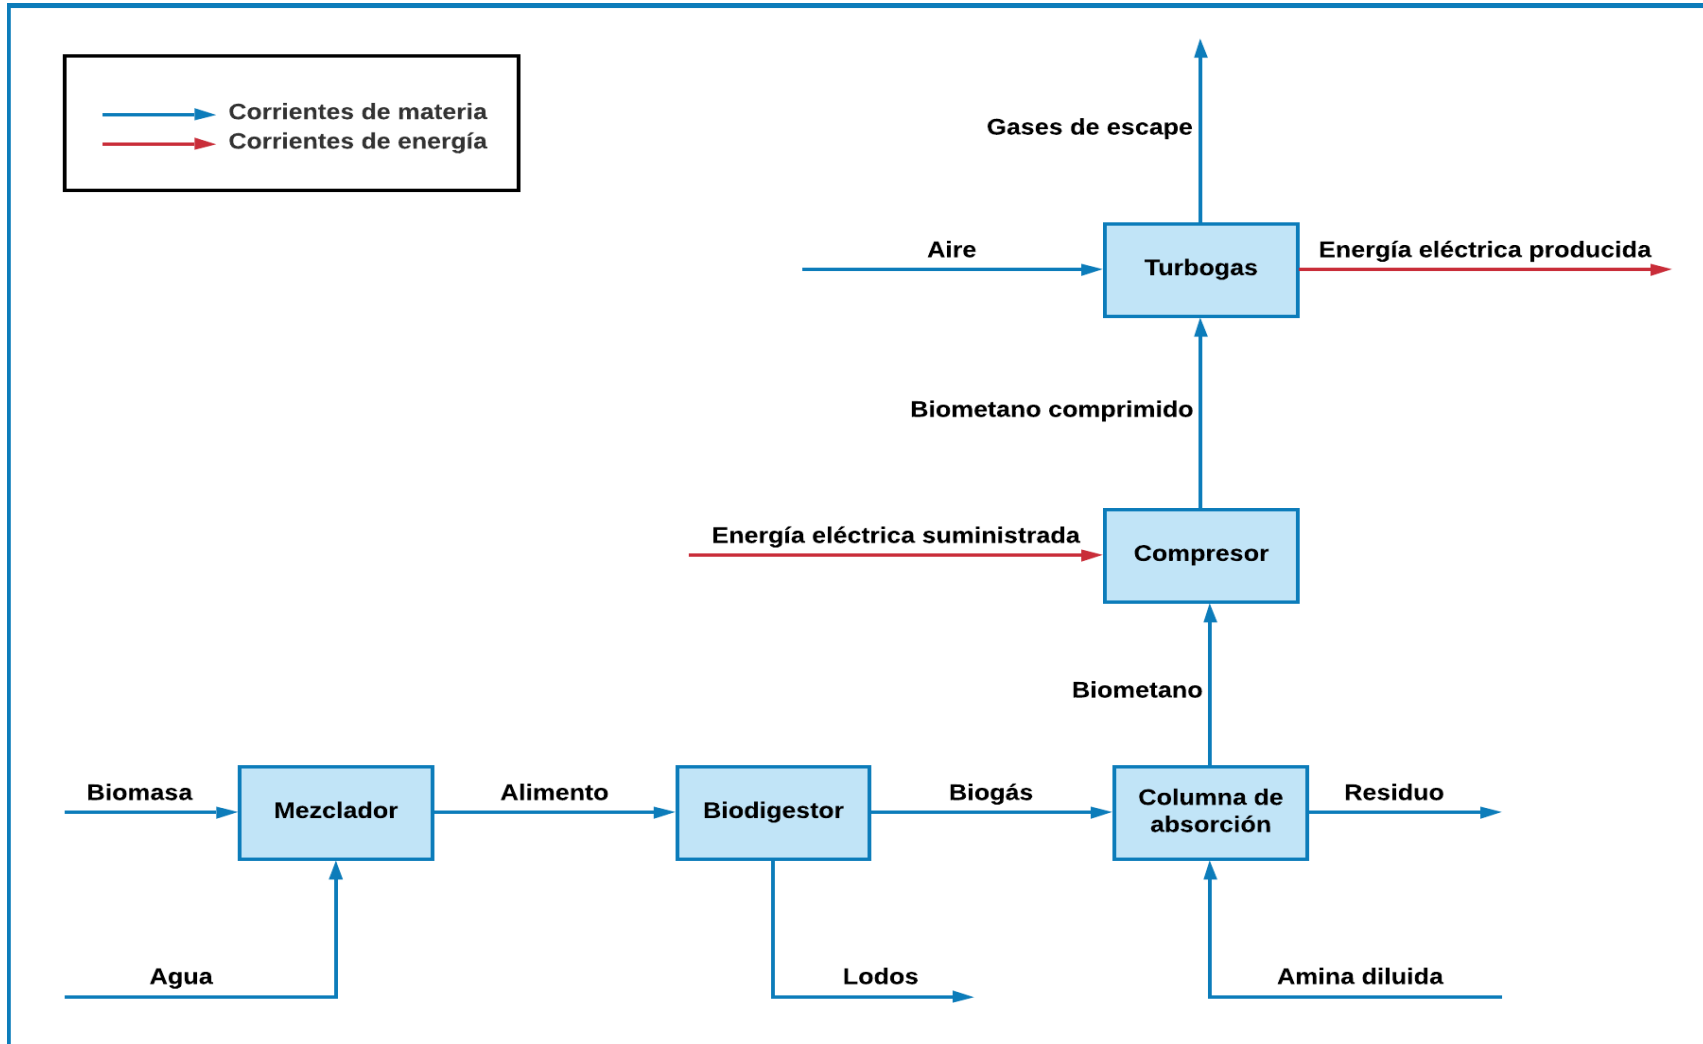 Corrientes de materia
Corrientes de energía
Gases de escape
Aire
Turbogas
Energía eléctrica producida
Biometano comprimido
Energía eléctrica suministrada
Compresor
Biometano
Biomasa
Mezclador
Alimento
Biodigestor
Biogás
Columna de
absorción
Residuo
Agua
Lodos
Amina diluida